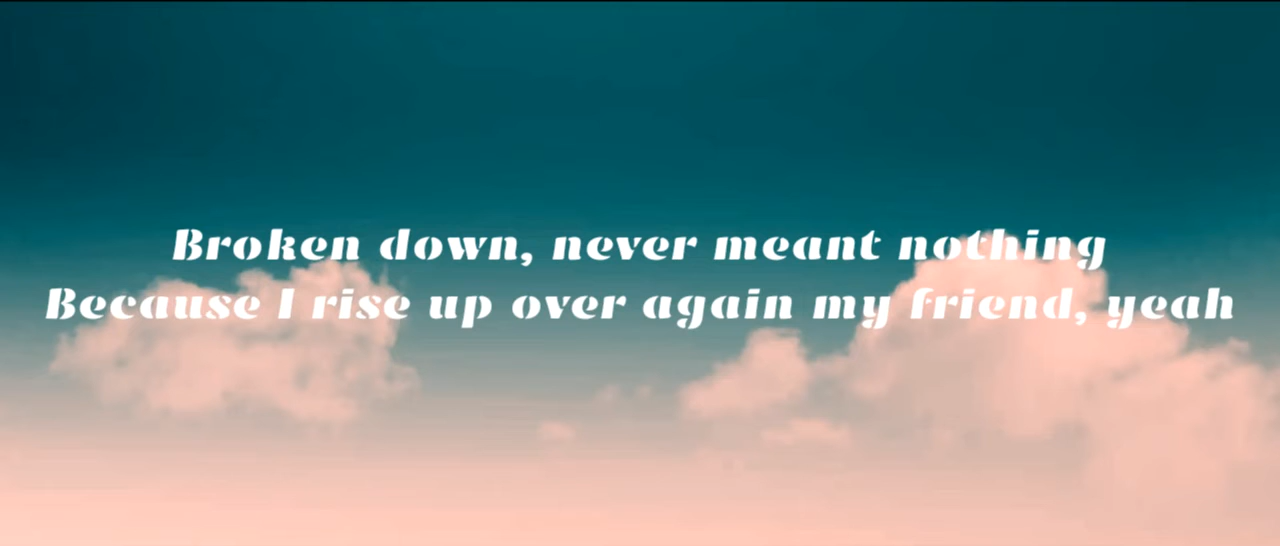 Broken down, never meant nothing
Because I rise up over again my friend, yeah